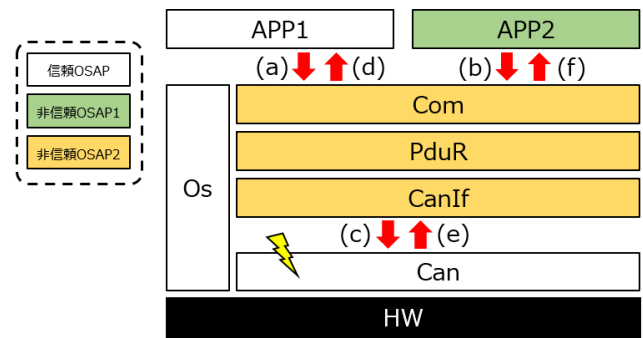 APP1
APP2
(a)
(d)
(b)
(f)
信頼OSAP
非信頼OSAP1
非信頼OSAP2
Os
Com
PduR
CanIf
(c)
(e)
Can
HW